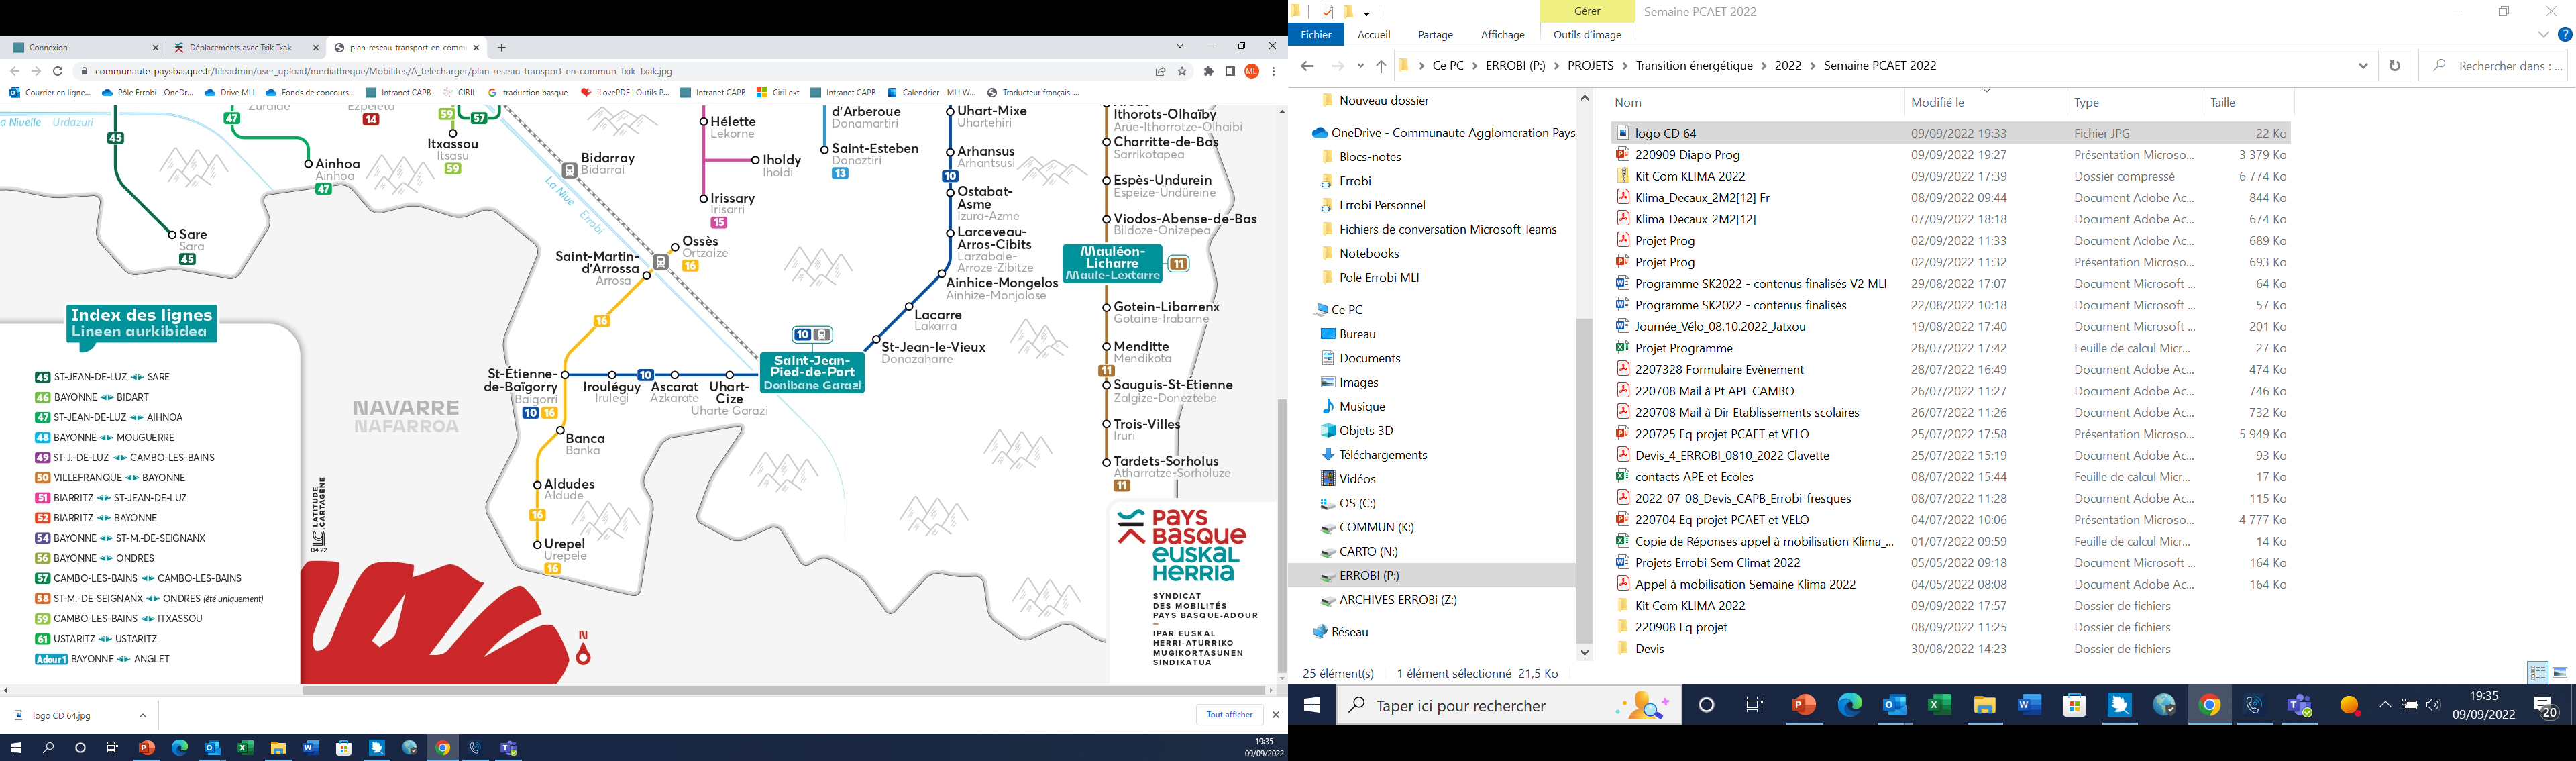 Connexion
Déplacements avec Txik Txak
plan-reseau-transport-en-comm
communaute-paysbasque.fr/fileadmin/user_upload/mediatheque/Mobilites/A_telecharger/plan-reseau-transport-en-commun-Txik-Txak.jpg
ML
Courrier en ligne...
Pôle Errobi - OneDr...
Drive MLI
Fonds de concours...
Intranet CAPB
CIRIL
traduction basque
iLovePDF | Outils P...
Intranet CAPB
Ciril ext
Intranet CAPB
Calendrier - MLI W...
Traducteur français-...
a Nivelle Urdazuri
45
Sare
Sara
45
Zuraide
47
Ainhoa
Ainhoa
47
Ezpeleta
14
59
57
Itxassou
Itsasu
59
Bidarray
Bidarrai
La Nive Errobi
Hélette
Lekorne
Iholdy
Iholdi
Irissary
Irisarri
15
d'Arberoue
Donamartiri
Saint-Esteben
Donoztiri
13
Uhart-Mixe
Uhartehiri
Arhansus
Arhantsusi
10
Ostabat-
Asme
Izura-Azme
Larceveau-
Arros-Cibits
Larzabale-
Arroze-Zibitze
Ainhice-Mongelos
Ainhize-Monjolose
Lacarre
Lakarra
St-Jean-le-Vieux
Donazaharre
Ithorots-Olhaïby
Arüe-Ithorrotze-Olhaibi
Charritte-de-Bas
Sarrikotapea
Espès-Undurein
Espeize-Undüreine
Viodos-Abense-de-Bas
Bildoze-Onizepea
Mauléon-
Licharre
Maule-Lextarre
11
Gotein-Libarrenx
Gotaine-Irabarne
Menditte
Mendikota
11
Sauguis-St-Étienne
Zalgize-Doneztebe
Trois-Villes
Iruri
Tardets-Sorholus
Atharratze-Sorholuze
11
Ossès
Ortzaize
16
Saint-Martin-
d'Arrossa
Arrosa
16
10
Saint-Jean-
Pied-de-Port
Donibane Garazi
St-Étienne-
de-Baïgorry
Baigorri
10 16
Irouléguy
Irulegi
10
Ascarat
Azkarate
Uhart-
Cize
Uharte Garazi
Banca
Banka
Aldudes
Aldude
16
Urepel
Urepele
16
NAVARRE
NAFARROA
Index des lignes
Lineen aurkibidea
45 ST-JEAN-DE-LUZ SARE
46 BAYONNE BIDART
47 ST-JEAN-DE-LUZ AIHNOA
48 BAYONNE MOUGUERRE
49 ST-J.-DE-LUZ CAMBO-LES-BAINS
50 VILLEFRANQUE BAYONNE
51 BIARRITZ ST-JEAN-DE-LUZ
52 BIARRITZ BAYONNE
54 BAYONNE ST-M.-DE-SEIGNANX
56 BAYONNE ONDRES
57 CAMBO-LES-BAINS CAMBO-LES-BAINS
58 ST-M.-DE-SEIGNANX ONDRES (été uniquement)
59 CAMBO-LES-BAINS ITXASSOU
61 USTARITZ USTARITZ
Adour 1 BAYONNE ANGLET
LC LATITUDE CARTAGÈNE
04.22
N
PAYS
BASQUE
EUSKAL
HERRIA
SYNDICAT
DES MOBILITÉS
PAYS BASQUE-ADOUR
IPAR EUSKAL
HERRI-ATURRIKO
MUGIKORTASUNEN
SINDIKATUA
logo CD 64.jpg
Tout afficher
19:35
09/09/2022
Gérer
Semaine PCAET 2022
Fichier
Accueil
Partage
Affichage
Outils d'image
Ce PC
ERROBI (P:)
PROJETS
Transition énergétique
2022
Semaine PCAET 2022
Rechercher dans : ...
Nouveau dossier
OneDrive - Communaute Agglomeration Pays
Blocs-notes
Errobi
Errobi Personnel
Fichiers de conversation Microsoft Teams
Notebooks
Pole Errobi MLI
Ce PC
Bureau
Documents
Images
Musique
Objets 3D
Téléchargements
Vidéos
OS (C:)
COMMUN (K:)
CARTO (N:)
ERROBI (P:)
ARCHIVES ERROBi (Z:)
Réseau
Nom Modifié le Type Taille
logo CD 64 09/09/2022 19:33 Fichier JPG 22 Ko
220909 Diapo Prog 09/09/2022 19:27 Présentation Microso... 3 379 Ko
Kit Com KLIMA 2022 09/09/2022 17:39 Dossier compressé 6 774 Ko
Klima_Decaux_2M2[12] Fr 08/09/2022 09:44 Document Adobe Ac... 844 Ko
Klima_Decaux_2M2[12] 07/09/2022 18:18 Document Adobe Ac... 674 Ko
Projet Prog 02/09/2022 11:33 Document Adobe Ac... 689 Ko
Projet Prog 02/09/2022 11:32 Présentation Microso... 693 Ko
Programme SK2022 - contenus finalisés V2 MLI 29/08/2022 17:07 Document Microsoft ... 64 Ko
Programme SK2022 - contenus finalisés 22/08/2022 10:18 Document Microsoft ... 57 Ko
Journée_Vélo_08.10.2022_Jatxou 19/08/2022 17:40 Document Microsoft ... 201 Ko
Projet Programme 28/07/2022 17:42 Feuille de calcul Micr... 27 Ko
2207328 Formulaire Evènement 28/07/2022 16:49 Document Adobe Ac... 474 Ko
220708 Mail à Pt APE CAMBO 26/07/2022 11:27 Document Adobe Ac... 746 Ko
220708 Mail à Dir Etablissements scolaires 26/07/2022 11:26 Document Adobe Ac... 732 Ko
220725 Eq projet PCAET et VELO 25/07/2022 17:58 Présentation Microso... 5 949 Ko
Devis_4_ERROBI_0810_2022 Clavette 25/07/2022 15:19 Document Adobe Ac... 93 Ko
contacts APE et Ecoles 08/07/2022 15:44 Feuille de calcul Micr... 17 Ko
2022-07-08_Devis_CAPB_Errobi-fresques 08/07/2022 11:28 Document Adobe Ac... 115 Ko
220704 Eq projet PCAET et VELO 04/07/2022 10:06 Présentation Microso... 4 777 Ko
Copie de Réponses appel à mobilisation Klima_... 01/07/2022 09:59 Feuille de calcul Micr... 14 Ko
Projets Errobi Sem Climat 2022 05/05/2022 09:18 Document Microsoft ... 164 Ko
Appel à mobilisation Semaine Klima 2022 04/05/2022 08:08 Document Adobe Ac... 164 Ko
Kit Com KLIMA 2022 09/09/2022 17:57 Dossier de fichiers
220908 Eq projet 08/09/2022 11:25 Dossier de fichiers
Devis 30/08/2022 14:23 Dossier de fichiers
25 élément(s) 1 élément sélectionné 21,5 Ko
Taper ici pour rechercher
19:35
09/09/2022
20